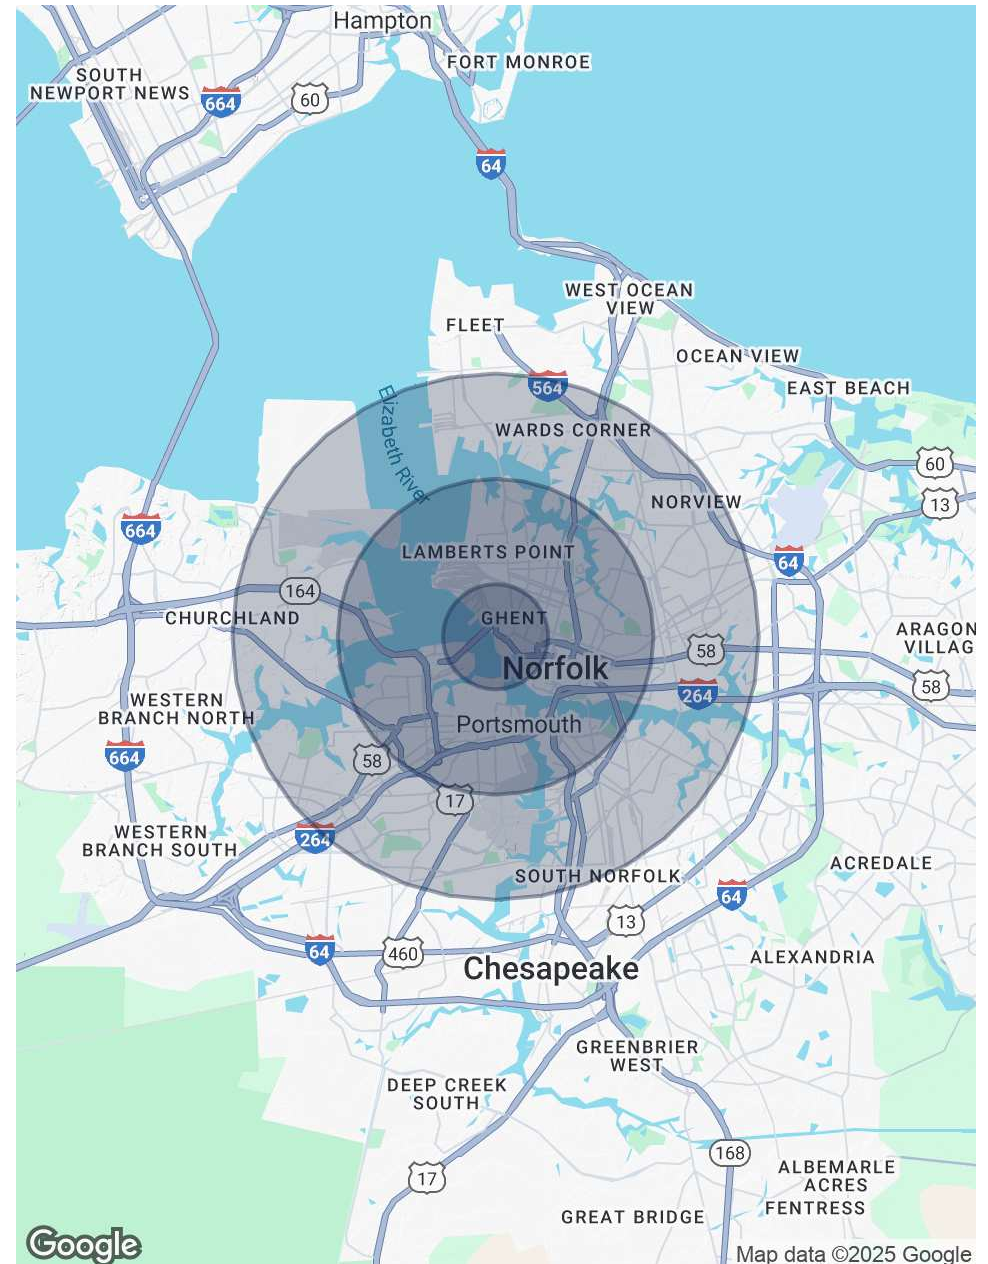 Hampton
FORT MONROE
SOUTH
NEWPORT NEWS
664
60
64
WEST OCEAN
VIEW
FLEET
OCEAN VIEW
564
EAST BEACH
Elizabeth River
WARDS CORNER
60
13
NORVIEW
664
LAMBERTS POINT
64
164
CHURCHLAND
GHENT
ARAGON
VILLAG
58
Norfolk
58
264
WESTERN
BRANCH NORTH
Portsmouth
664
58
17
WESTERN
BRANCH SOUTH
264
ACREDALE
SOUTH NORFOLK
64
13
64
460
ALEXANDRIA
Chesapeake
GREENBRIER
WEST
DEEP CREEK
SOUTH
168
17
ALBEMARLE
ACRES
FENTRESS
GREAT BRIDGE
Google
Map data ©2025 Google